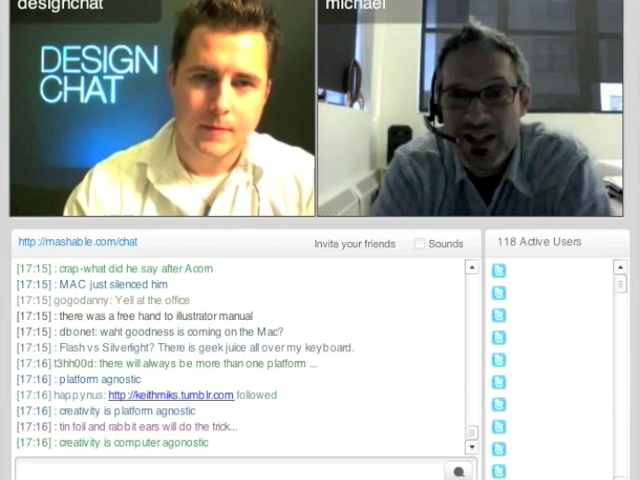 designchat
michael
DESIGN
CHAT
http://mashable.com/chat
Invite your friends
Sounds
118 Active Users
[17:15] : crap-what did he say after Acorn
[17:15] : MAC just silenced him
[17:15] gogodanny: Yell at the office
[17:15] : there was a free hand to illustrator manual
[17:15] : dbonet: waht goodness is coming on the Mac?
[17:15] : Flash vs Silverlight? There is geek juice all over my keyboard.
[17:16] t3hh00d: there will always be more than one platform ...
[17:16] : platform agnostic
[17:16] : happynus: http://keithmiks.tumblr.com followed
[17:16] : creativity is platform agnostic
[17:16] : tin foil and rabbit ears will do the trick...
[17:16] : creativity is computer agonostic